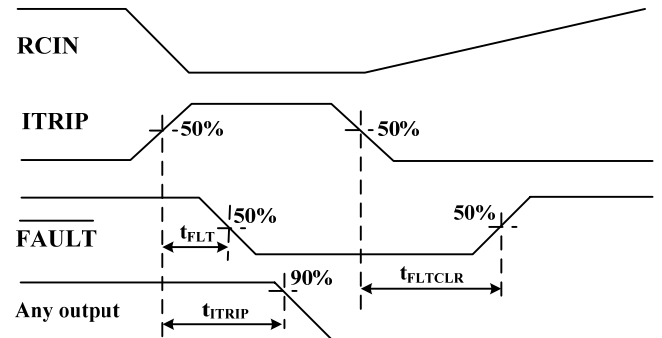 RCIN
ITRIP
50%
50%
FAULT
50%
50%
tFLT
tFLTCLR
90%
Any output
tITRIP